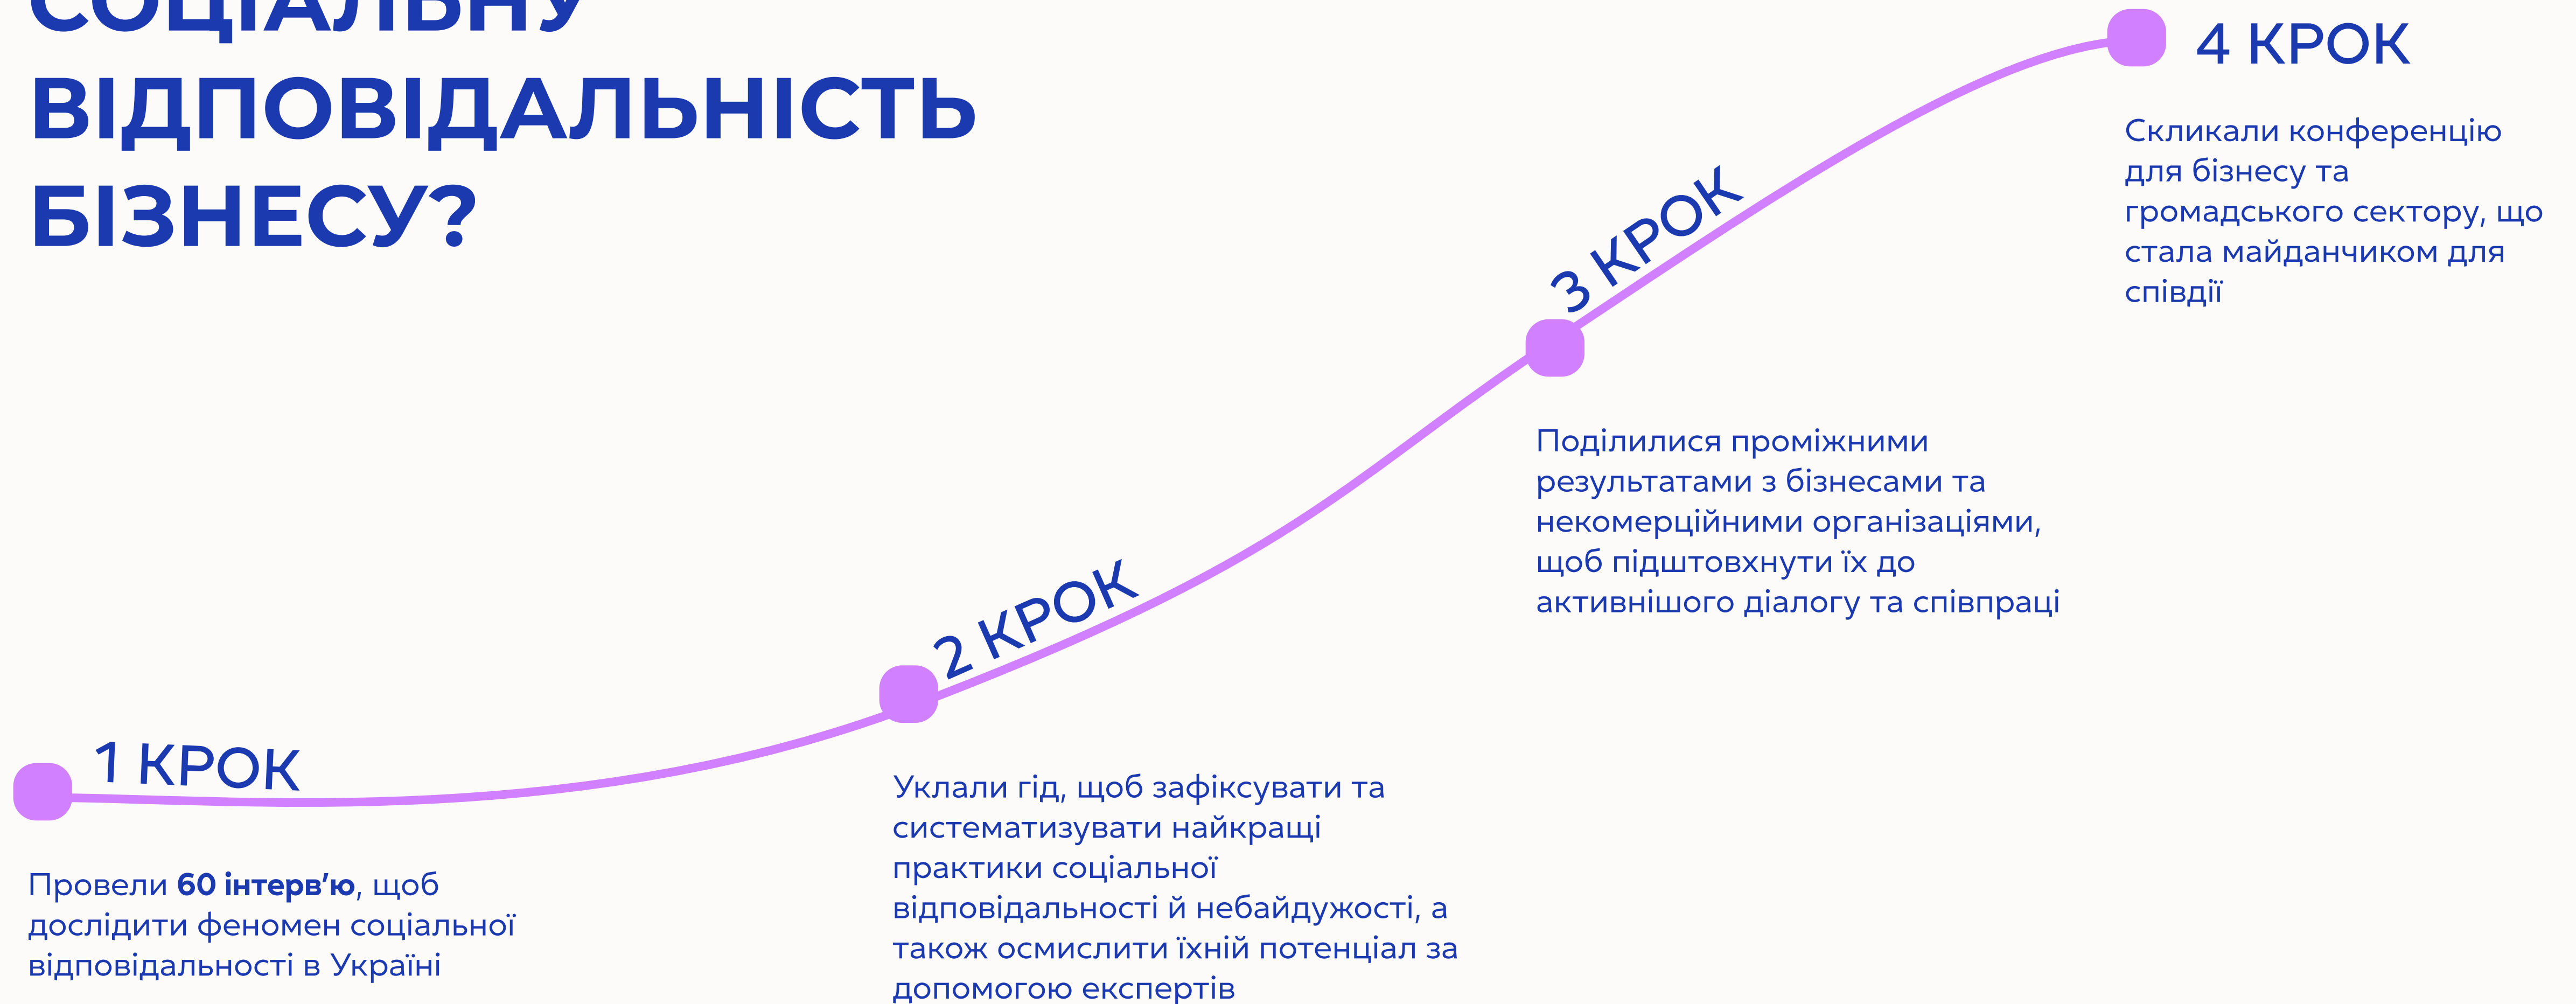 СОЦІАЛЬНУ
ВІДПОВІДАЛЬНІСТЬ
БІЗНЕСУ?
1 КРОК
Провели 60 інтерв’ю, щоб
дослідити феномен соціальної
відповідальності в Україні
2 КРОК
Уклали гід, щоб зафіксувати та
систематизувати найкращі
практики соціальної
відповідальності й небайдужості, а
також осмислити їхній потенціал за
допомогою експертів
3 КРОК
Поділилися проміжними
результатами з бізнесами та
некомерційними організаціями,
щоб підштовхнути їх до
активнішого діалогу та співпраці
4 КРОК
Скликали конференцію
для бізнесу та
громадського сектору, що
стала майданчиком для
співдії